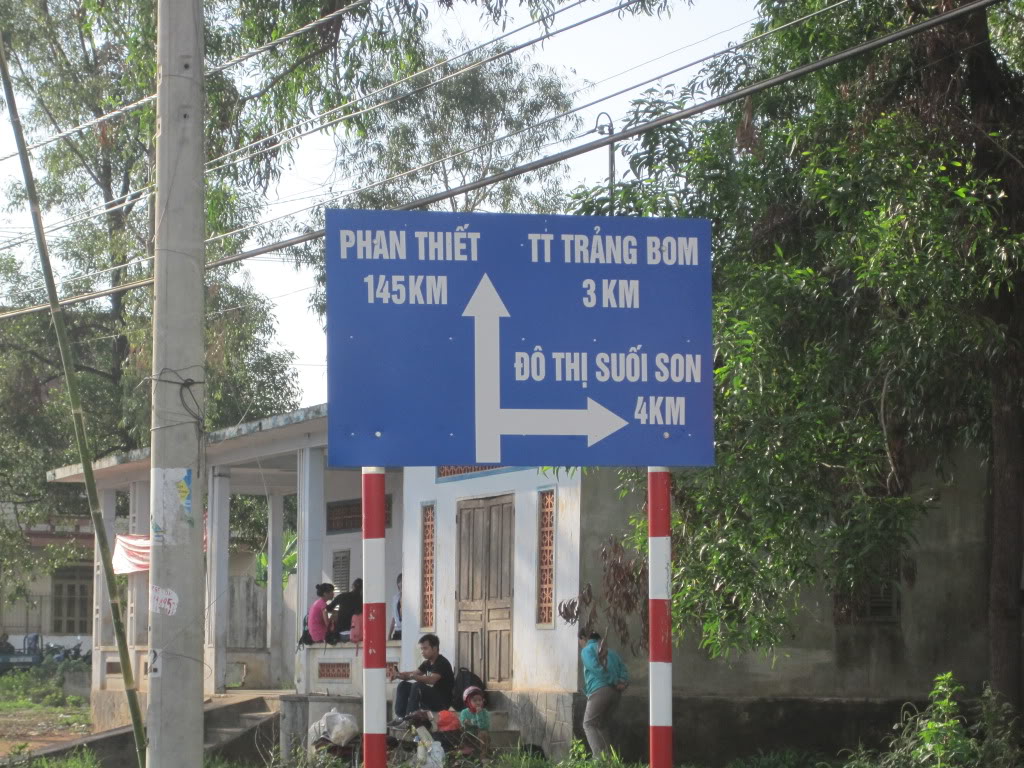 PHAN THIẾT
145KM
TT TRẢNG BOM
3 KM
ĐÔ THỊ SUỐI SON
4KM